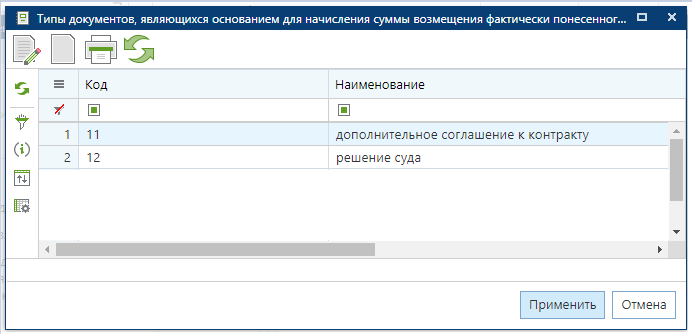 Типы документов, являющихся основанием для начисления суммы возмещения фактически понесенног...
Код Наименование
1 11 дополнительное соглашение к контракту
2 12 решение суда
Применить Отмена